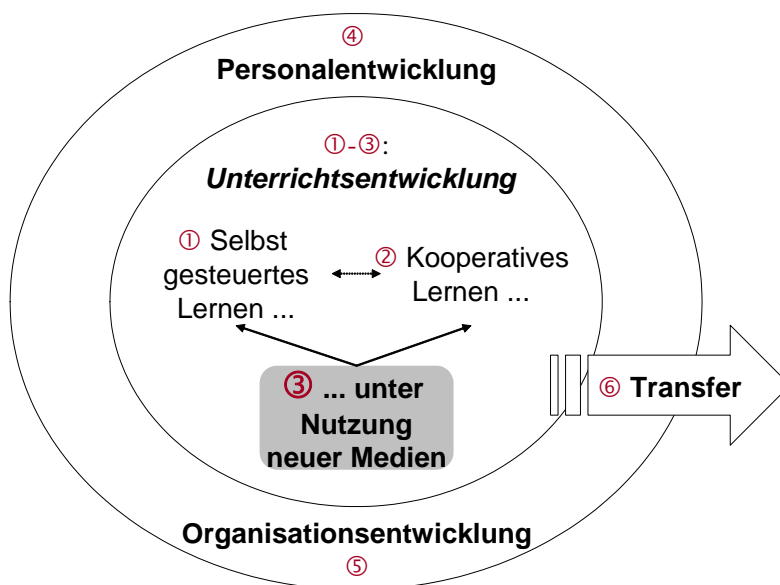 ④
Personalentwicklung
①-③:
Unterrichtsentwicklung
① Selbst
gesteuertes
Lernen ...
② Kooperatives
Lernen ...
③ ... unter
Nutzung
neuer Medien
⑥ Transfer
Organisationsentwicklung
⑤